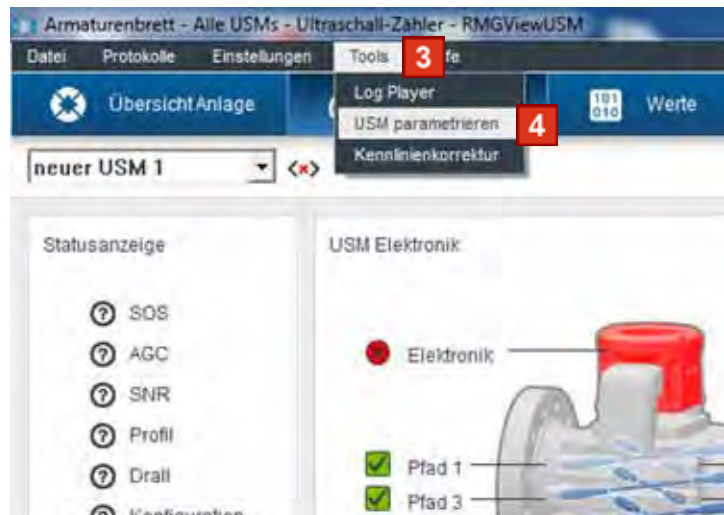 Armaturenbrett - Alle USMs - Ultraschall-Zähler - RMGViewUSM
Datei Protokolle Einstellungen Tools 3 fe
Übersicht Anlage
101
010
Werte
Log Player
USM parametrieren 4
Kennlinienkorrektur
neuer USM 1
<×>
Statusanzeige
SOS
AGC
SNR
Profil
Drall
Konfiguration
USM Elektronik
Elektronik
Pfad 1
Pfad 3